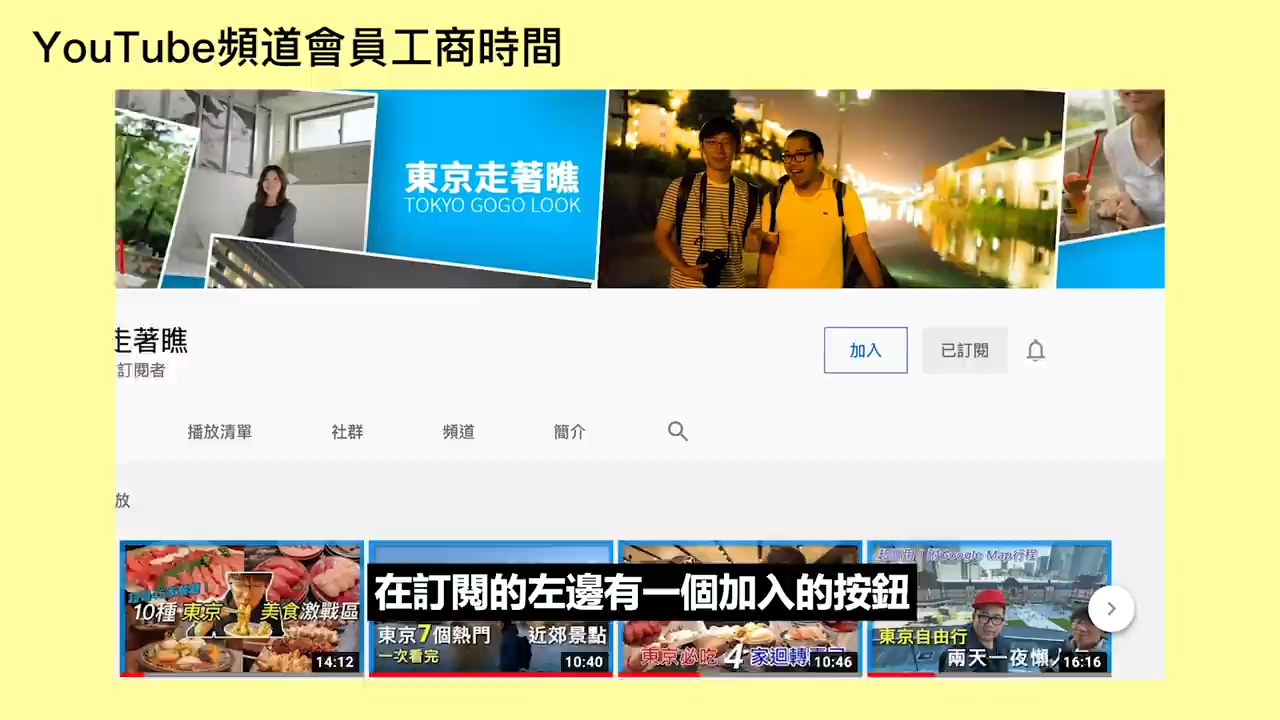 YouTube頻道會員工商時間
東京走著瞧
TOKYO GOGO LOOK
走著瞧
訂閱者
加入
已訂閱
播放清單
社群
頻道
簡介
放
10種 東京 美食激戰區
14:12
東京7個熱門 近郊景點
一次看完
10:40
東京必吃 4 家迴轉壽司
10:46
Google Map行程
東京自由行
兩天一夜懶人
16:16
在訂閱的左邊有一個加入的按鈕